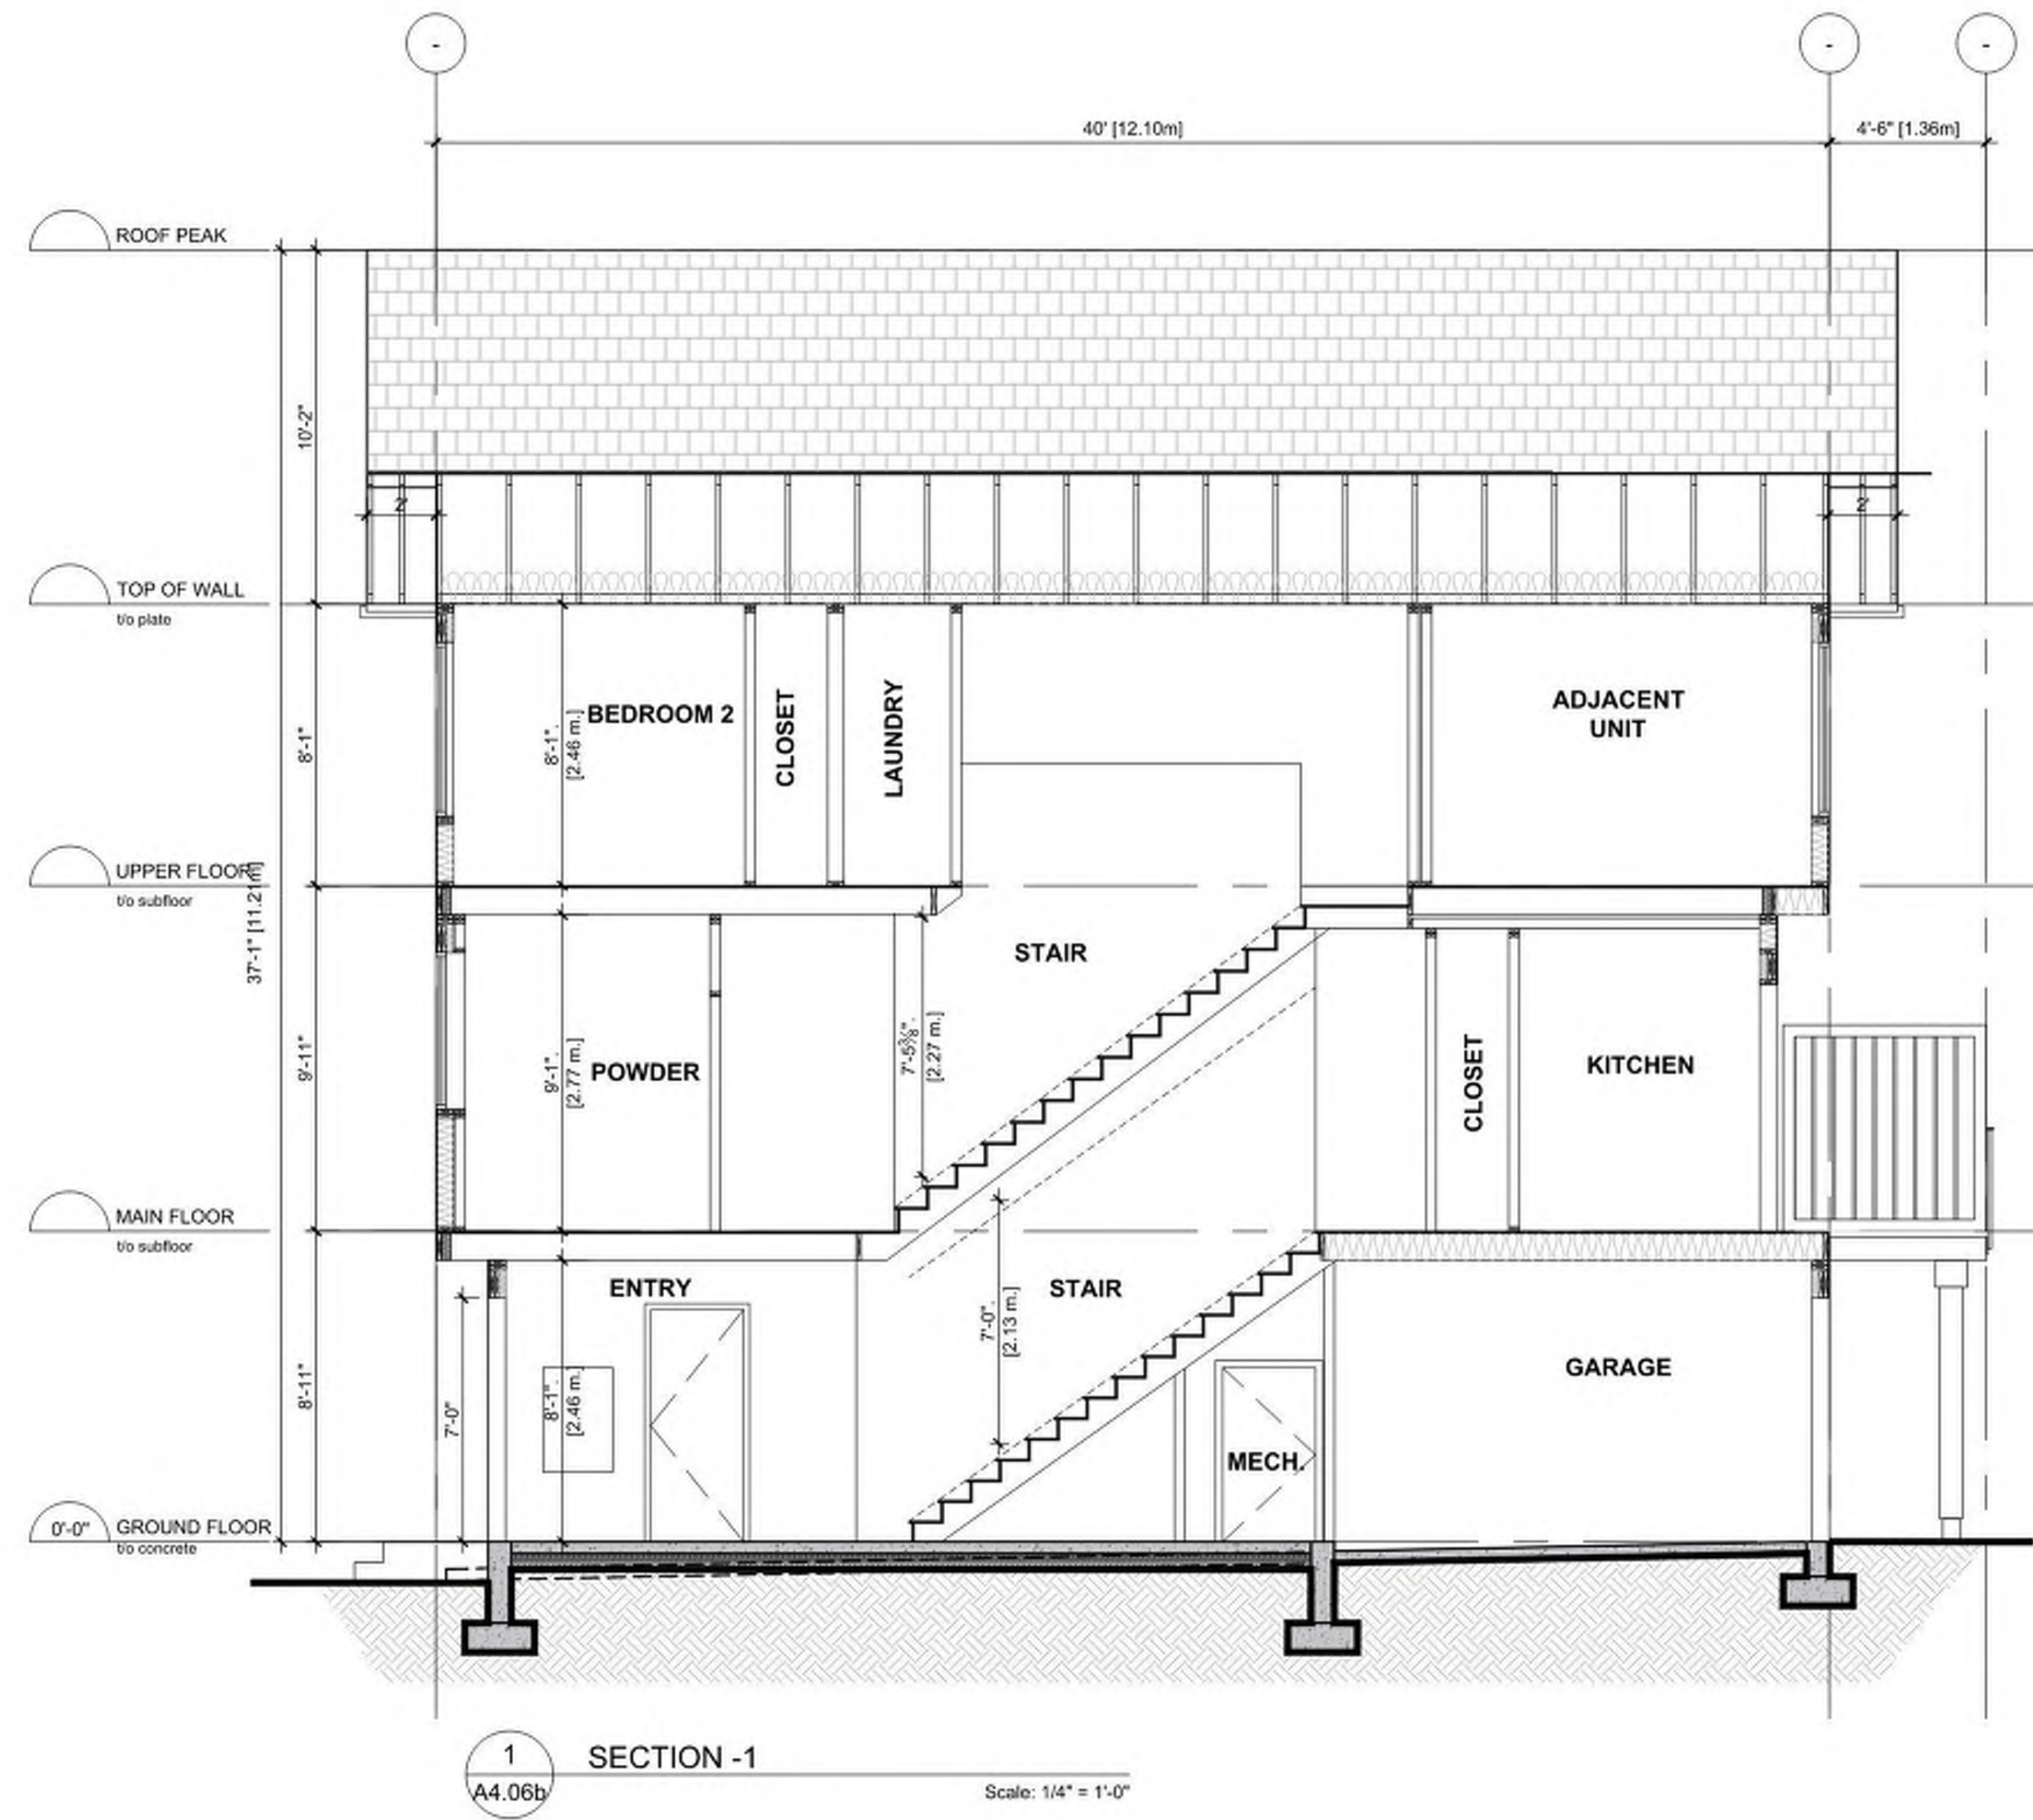 -
-
-
40' [12.10m]
4'-6" [1.36m]
ROOF PEAK
10'-2"
2'
2'
TOP OF WALL
t/o plate
8'-1"
8'-1".
[2.46 m.]
BEDROOM 2
CLOSET
LAUNDRY
ADJACENT
UNIT
UPPER FLOOR
t/o subfloor
37'-1" [11.21m]
9'-11"
9'-1".
[2.77 m.]
POWDER
STAIR
7'-5⅜".
[2.27 m.]
CLOSET
KITCHEN
MAIN FLOOR
t/o subfloor
8'-11"
7'-0"
ENTRY
8'-1".
[2.46 m.]
STAIR
7'-0".
[2.13 m.]
MECH.
GARAGE
0'-0"
GROUND FLOOR
t/o concrete
1
A4.06b
SECTION -1
Scale: 1/4" = 1'-0"